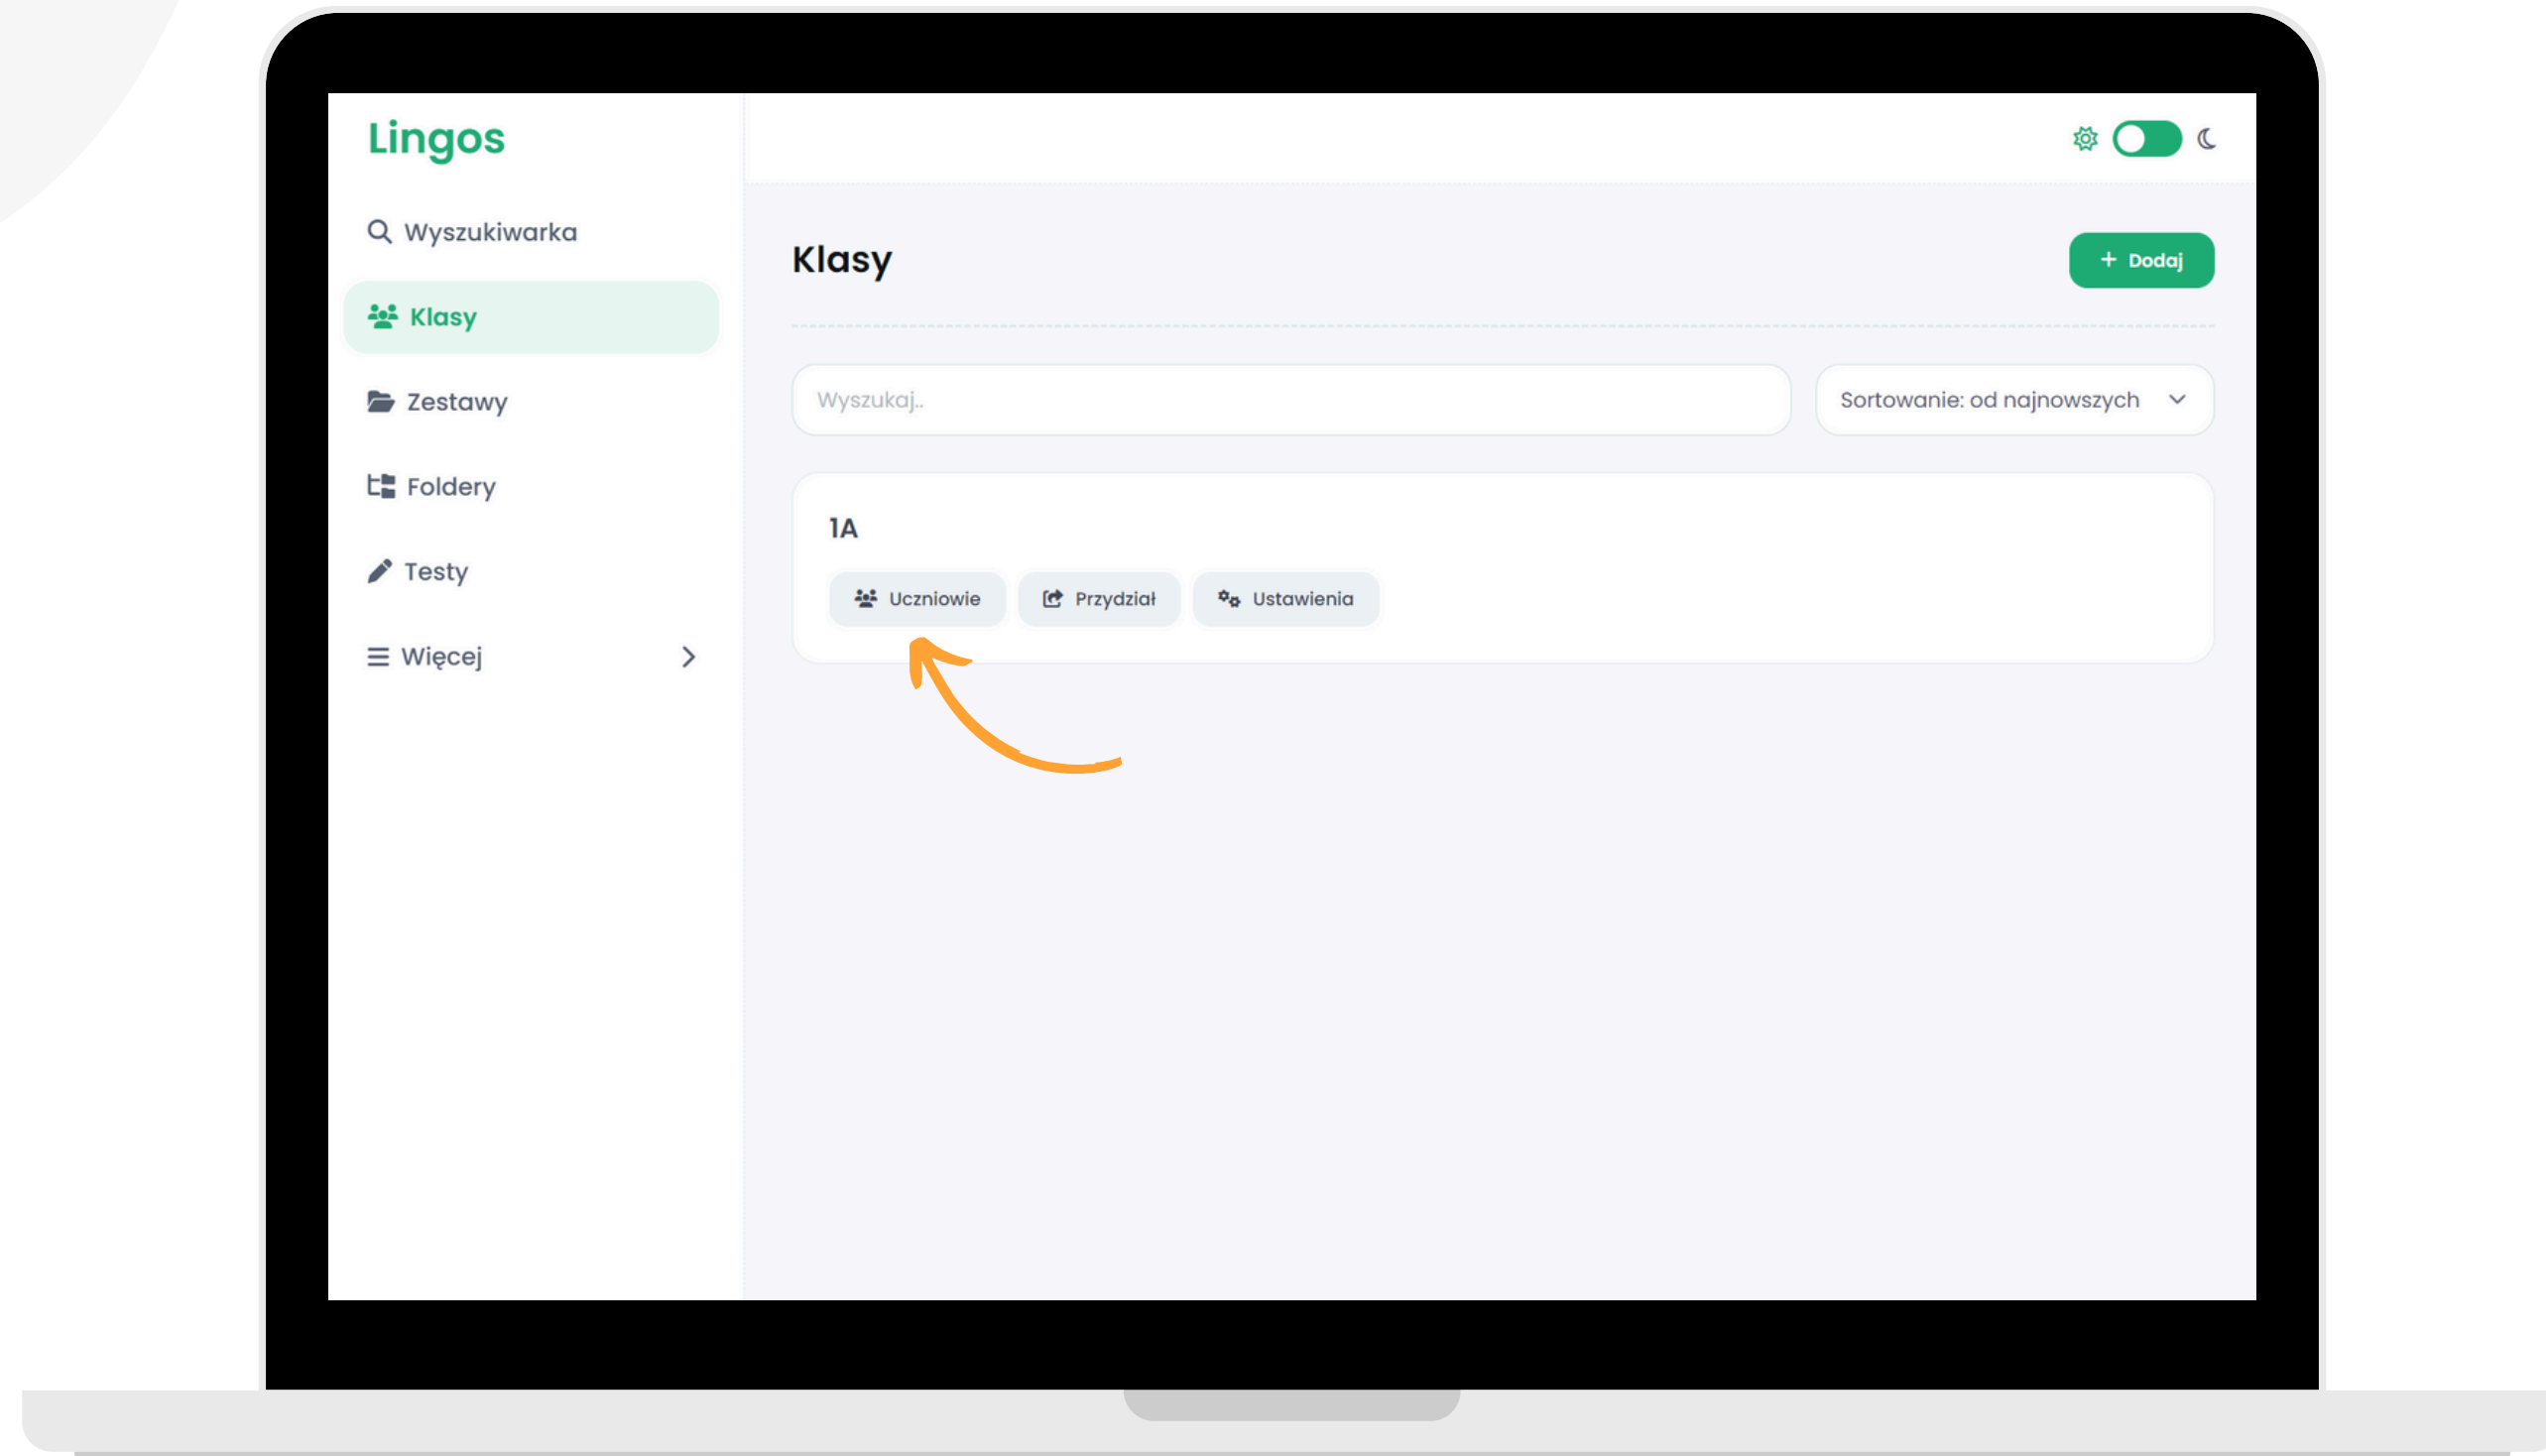 Lingos
Wyszukiwarka
Klasy
Zestawy
Foldery
Testy
Więcej
Klasy
+ Dodaj
Wyszukaj..
Sortowanie: od najnowszych
1A
Uczniowie
Przydział
Ustawienia